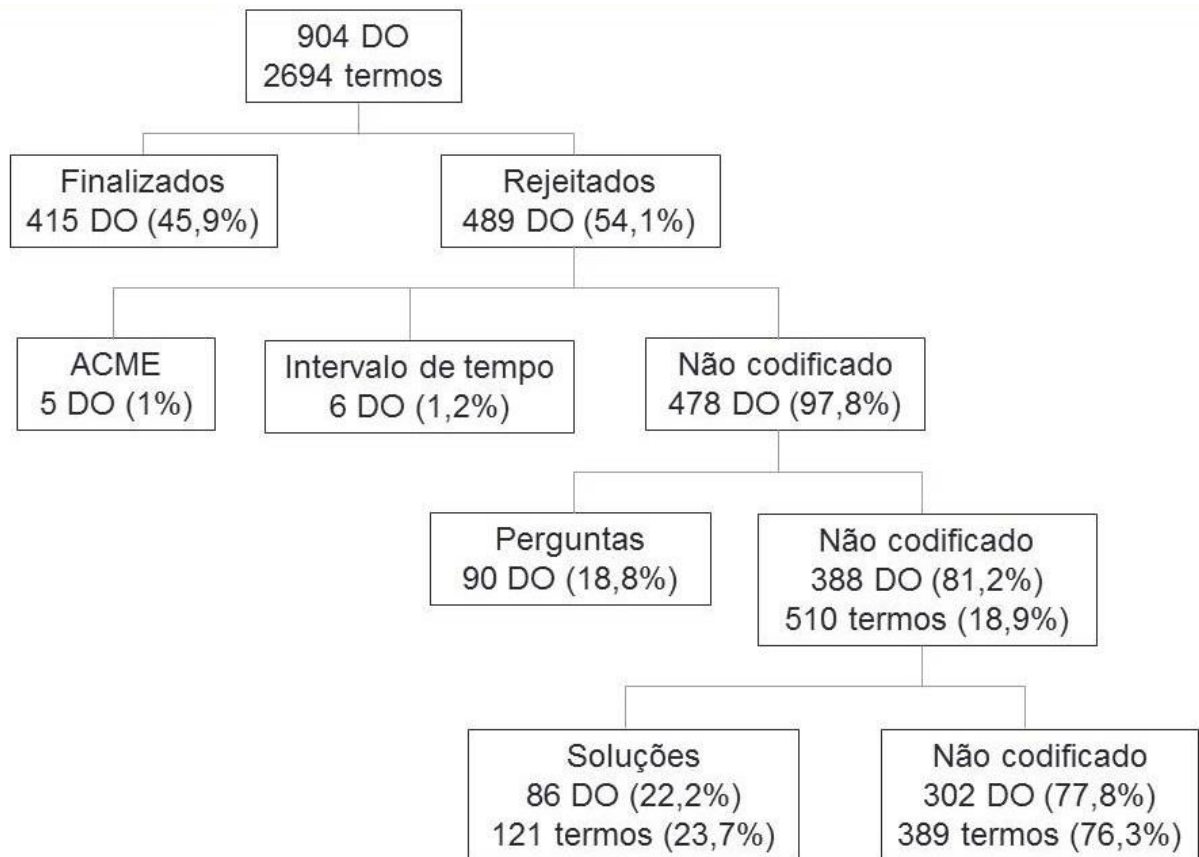 904 DO
2694 termos
Finalizados
415 DO (45,9%)
Rejeitados
489 DO (54,1%)
ACME
5 DO (1%)
Intervalo de tempo
6 DO (1,2%)
Não codificado
478 DO (97,8%)
Perguntas
90 DO (18,8%)
Não codificado
388 DO (81,2%)
510 termos (18,9%)
Soluções
86 DO (22,2%)
121 termos (23,7%)
Não codificado
302 DO (77,8%)
389 termos (76,3%)